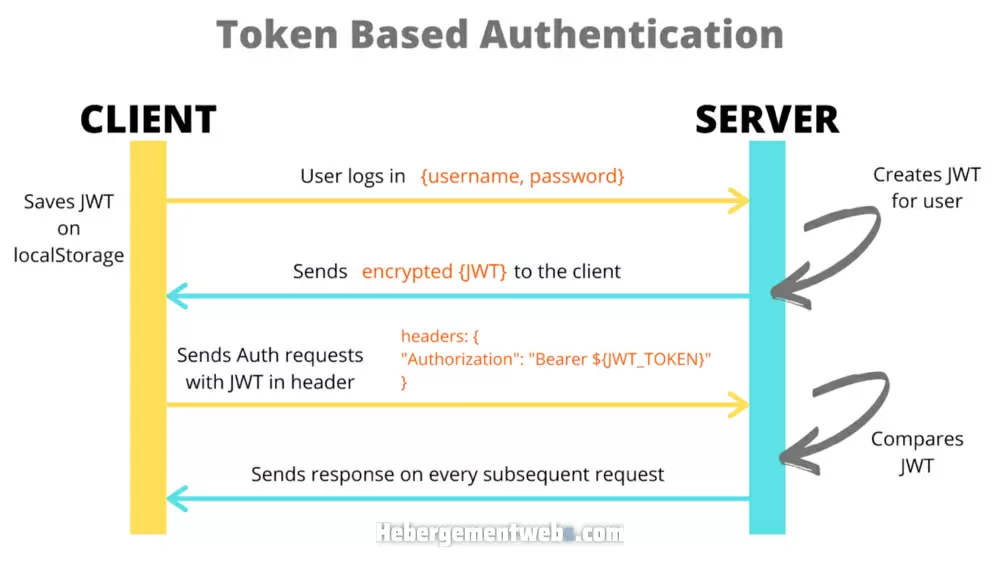 Token Based Authentication
CLIENT
SERVER
User logs in {username, password}
Creates JWT
for user
Saves JWT
on
localStorage
Sends encrypted {JWT} to the client
headers: {
"Authorization": "Bearer ${JWT_TOKEN}"
}
Sends Auth requests
with JWT in header
Compares
JWT
Sends response on every subsequent request
Hebergementwebs.com